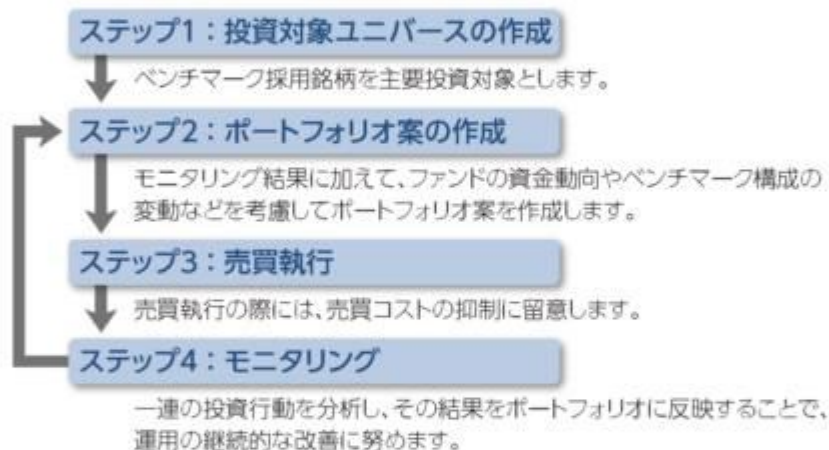 ステップ1：投資対象ユニバースの作成
ベンチマーク採用銘柄を主要投資対象とします。
ステップ2：ポートフォリオ案の作成
モニタリング結果に加えて、ファンドの資金動向やベンチマーク構成の
変動などを考慮してポートフォリオ案を作成します。
ステップ3：売買執行
売買執行の際には、売買コストの抑制に留意します。
ステップ4：モニタリング
一連の投資行動を分析し、その結果をポートフォリオに反映することで、
運用の継続的な改善に努めます。